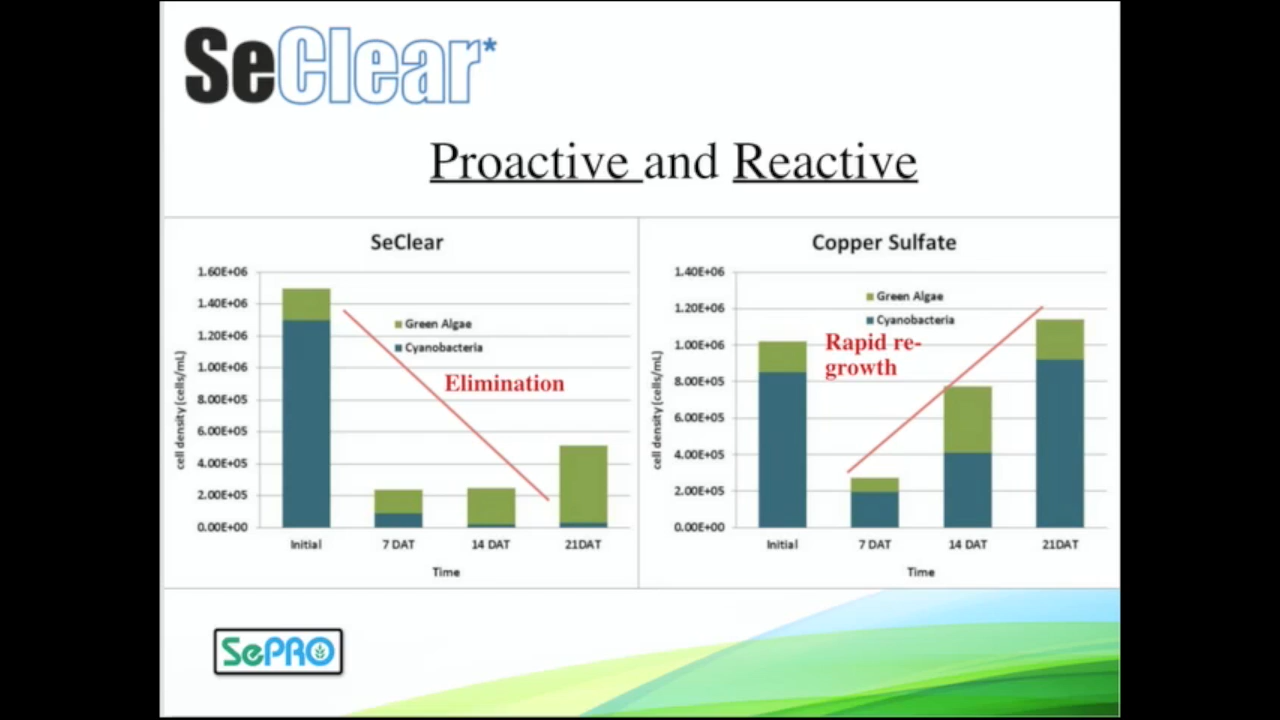 SeClear*
Proactive and Reactive
SeClear
1.60E+06
1.40E+06
1.20E+06
1.00E+06
8.00E+05
6.00E+05
4.00E+05
2.00E+05
0.00E+00
cell density (cells/mL)
Green Algae
Cyanobacteria
Elimination
Initial 7 DAT 14 DAT 21DAT
Time
Copper Sulfate
1.40E+06
1.20E+06
1.00E+06
8.00E+05
6.00E+05
4.00E+05
2.00E+05
0.00E+00
cell density (cells/mL)
Green Algae
Cyanobacteria
Rapid re-
growth
Initial 7 DAT 14 DAT 21DAT
Time
SePRO